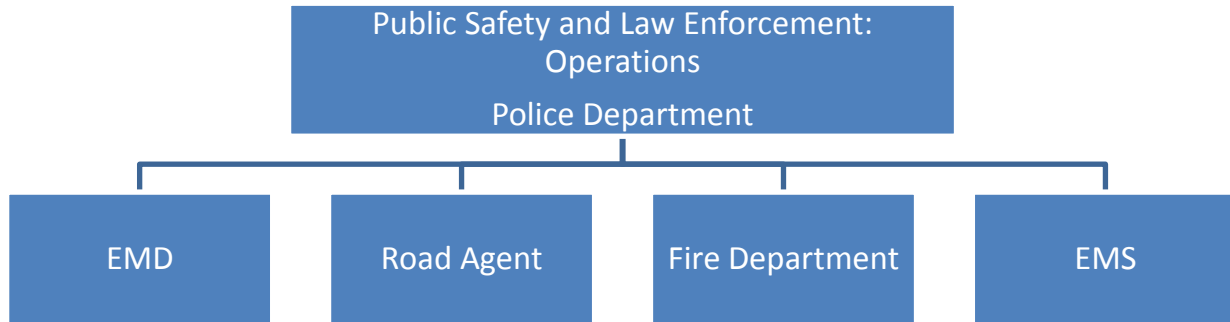 Public Safety and Law Enforcement:
Operations
Police Department
EMD
Road Agent
Fire Department
EMS